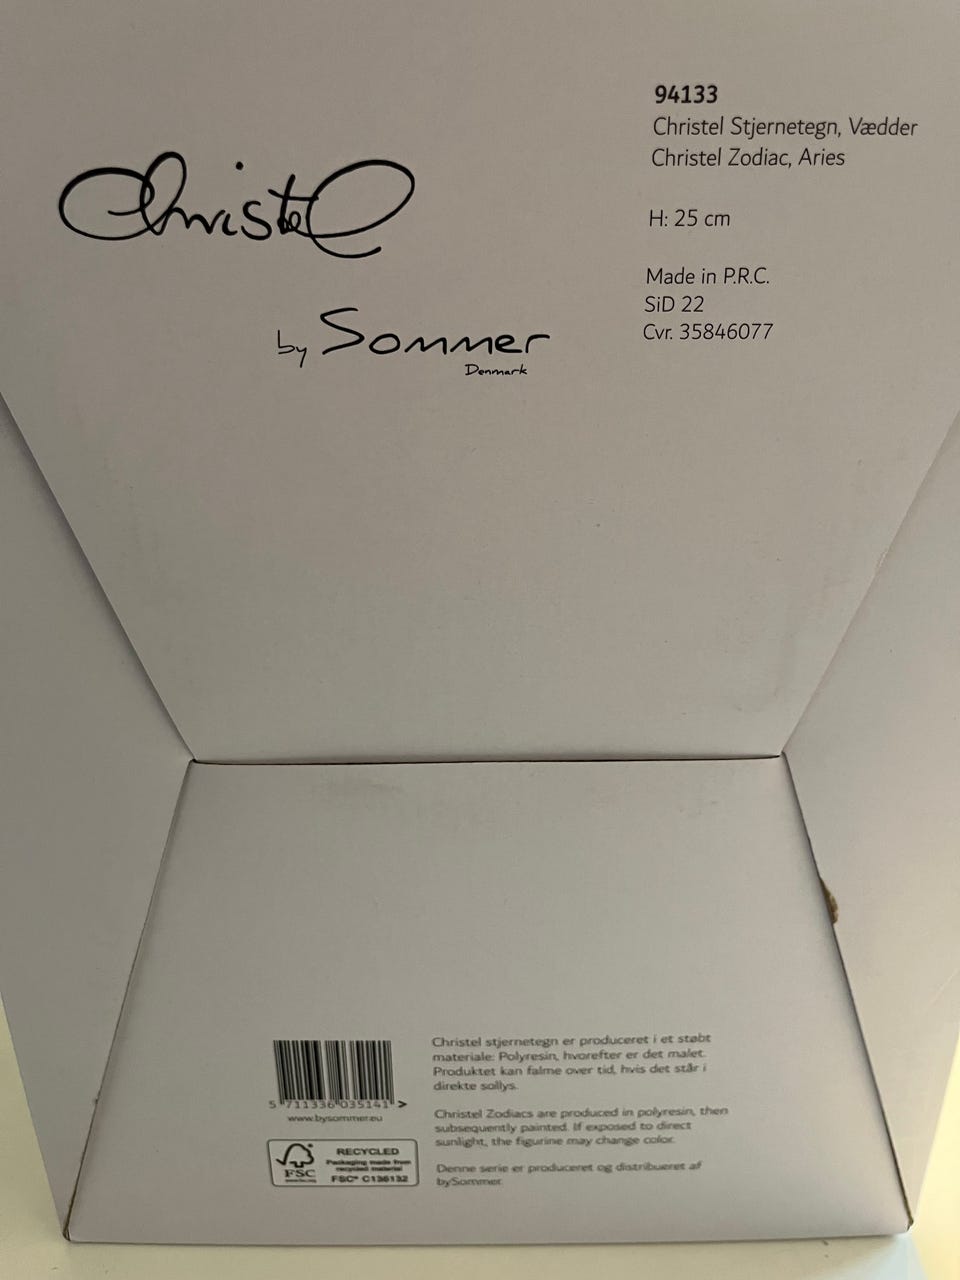 94133
Christel Stjernetegn, Vædder
Christel Zodiac, Aries
H: 25 cm
Made in P.R.C.
SiD 22
Cvr. 35846077
Christel
by Sommer
Denmark
5 711336 035141 >
www.bysommer.eu
FSC
RECYCLED
Packaging made from
recycled material
FSC® C136132
Christel stjernetegn er produceret i et støbt
materiale: Polyresin, hvorefter er det malet.
Produktet kan falme over tid, hvis det står i
direkte sollys.
Christel Zodiacs are produced in polyresin, then
subsequently painted. If exposed to direct
sunlight, the figurine may change color.
Denne serie er produceret og distribueret af
bySommer.